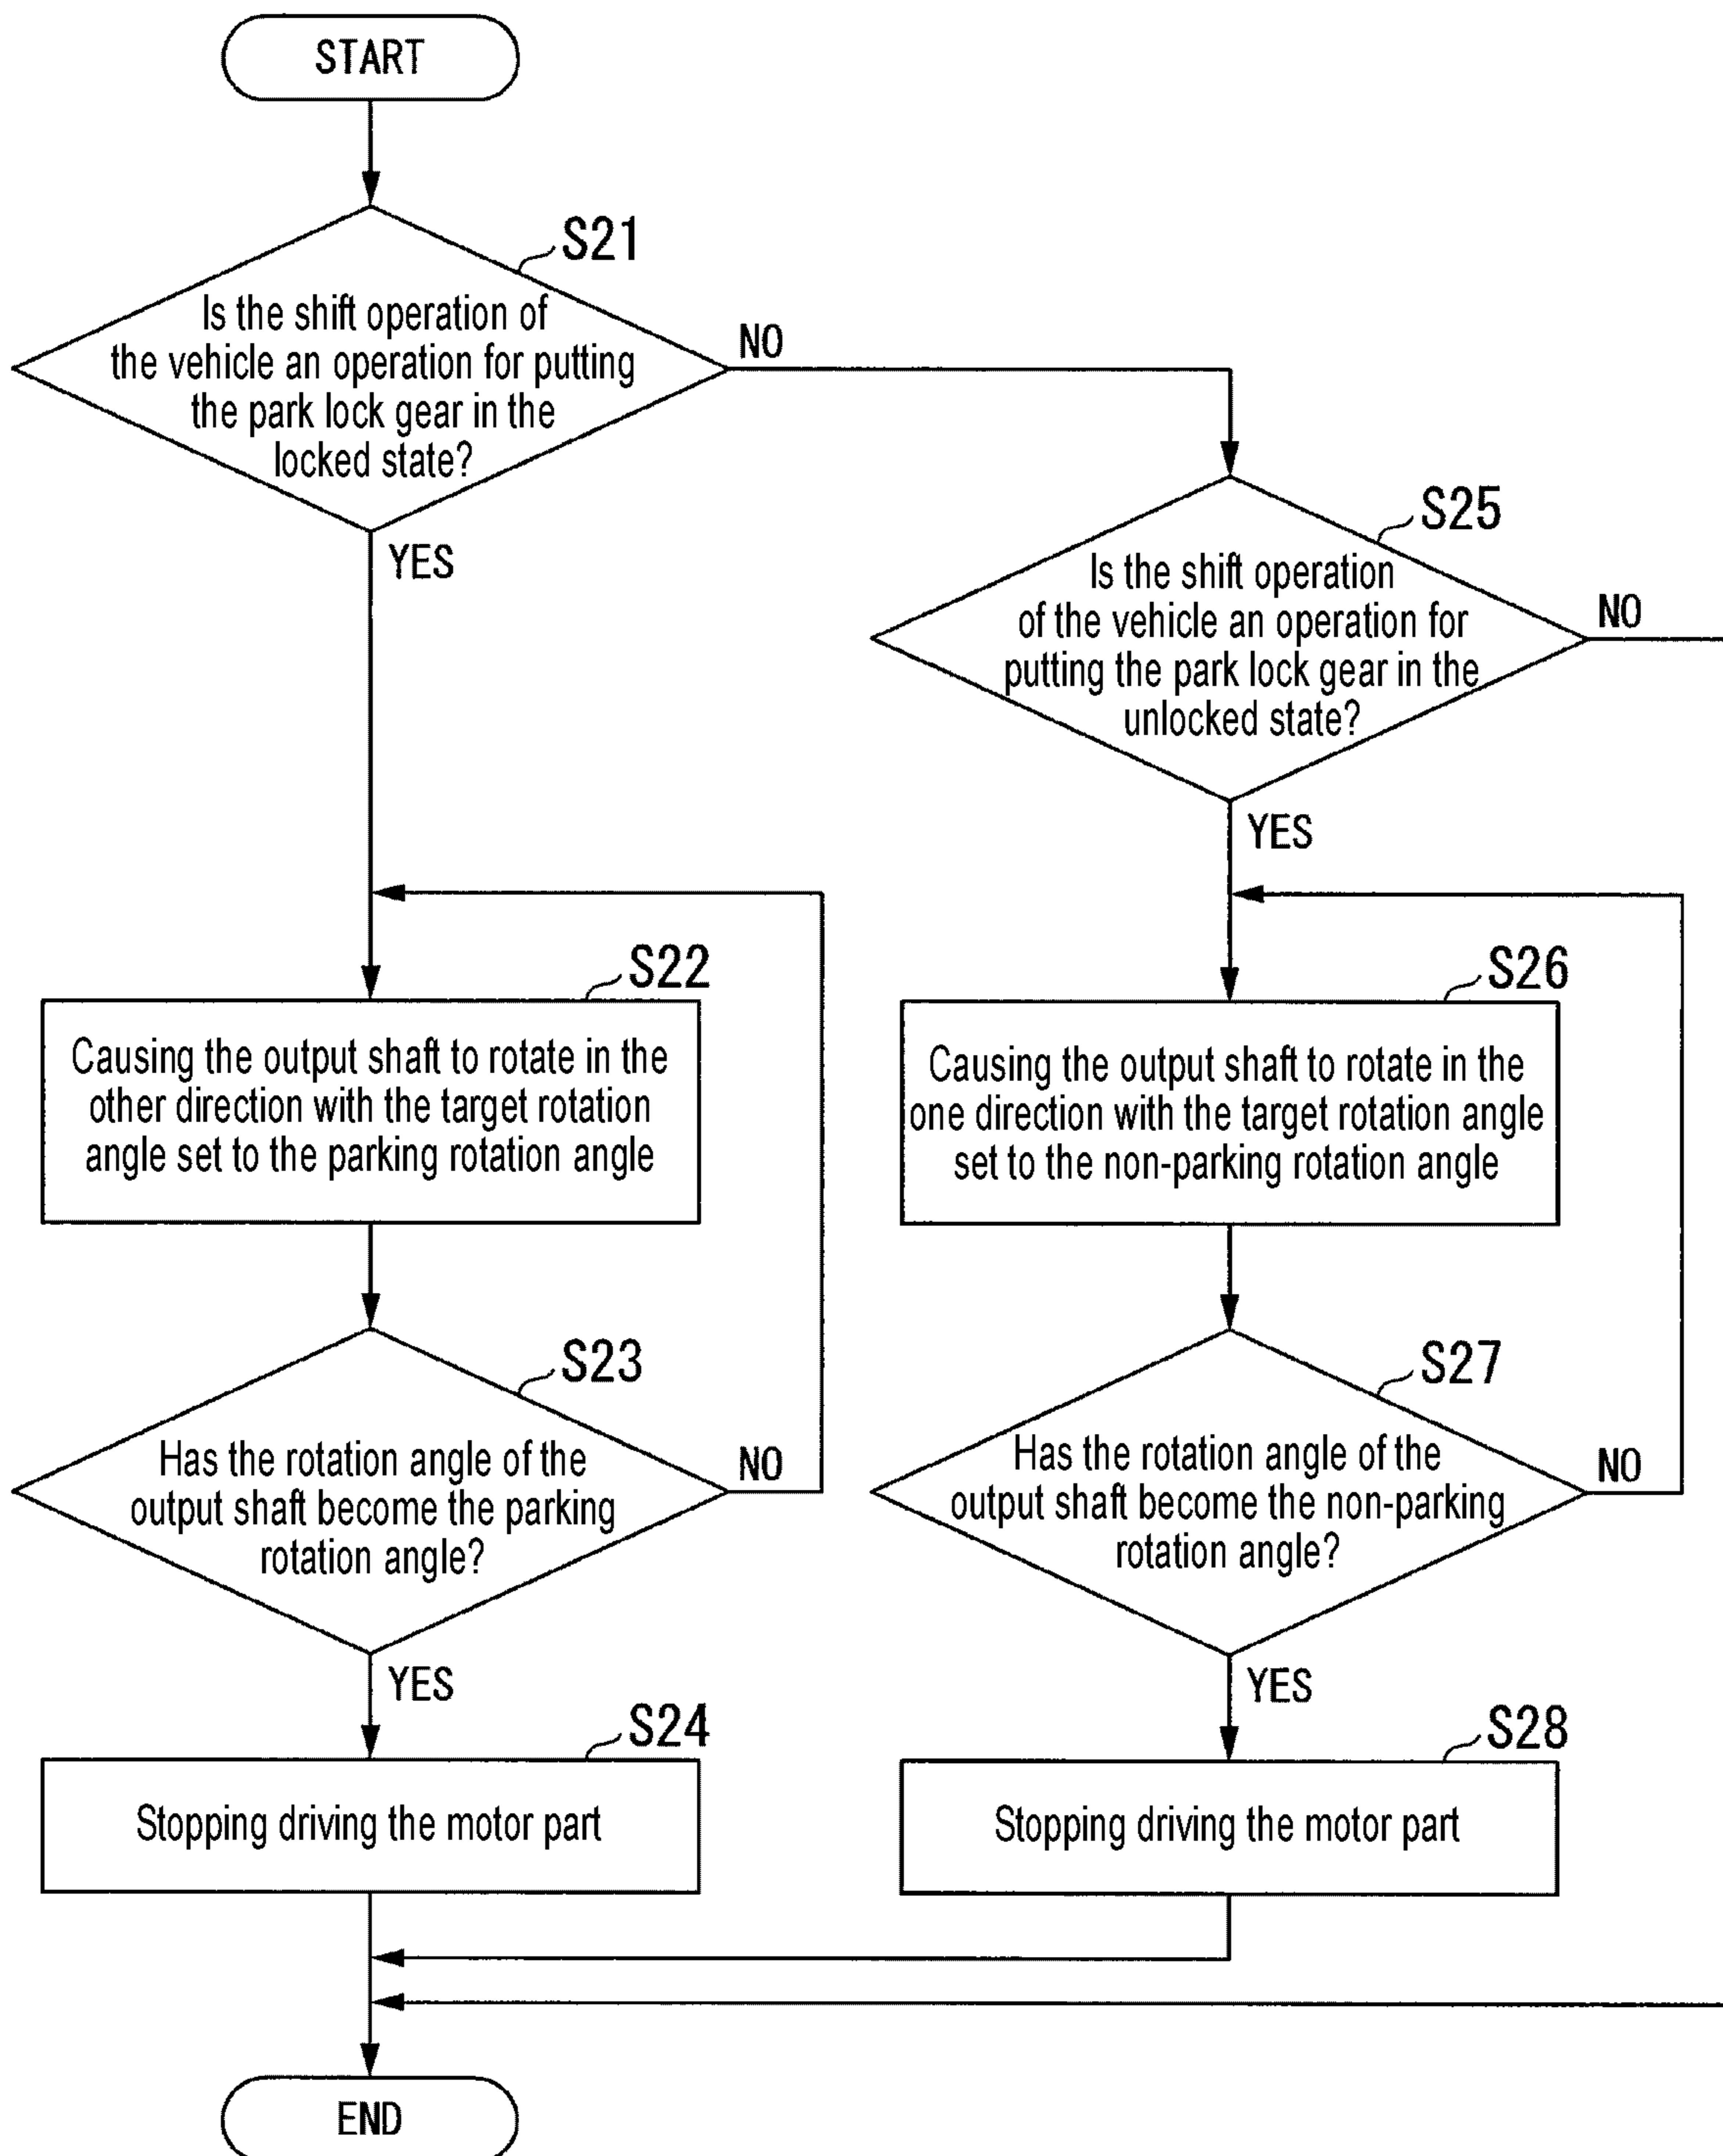 START
S21
Is the shift operation of
the vehicle an operation for putting
the park lock gear in the
locked state?
NO
YES
S25
Is the shift operation
of the vehicle an operation for
putting the park lock gear in the
unlocked state?
NO
YES
S22
Causing the output shaft to rotate in the
other direction with the target rotation
angle set to the parking rotation angle
S26
Causing the output shaft to rotate in the
one direction with the target rotation angle
set to the non-parking rotation angle
S23
Has the rotation angle of the
output shaft become the parking
rotation angle?
NO
YES
S27
Has the rotation angle of the
output shaft become the non-parking
rotation angle?
NO
YES
S24
Stopping driving the motor part
S28
Stopping driving the motor part
END